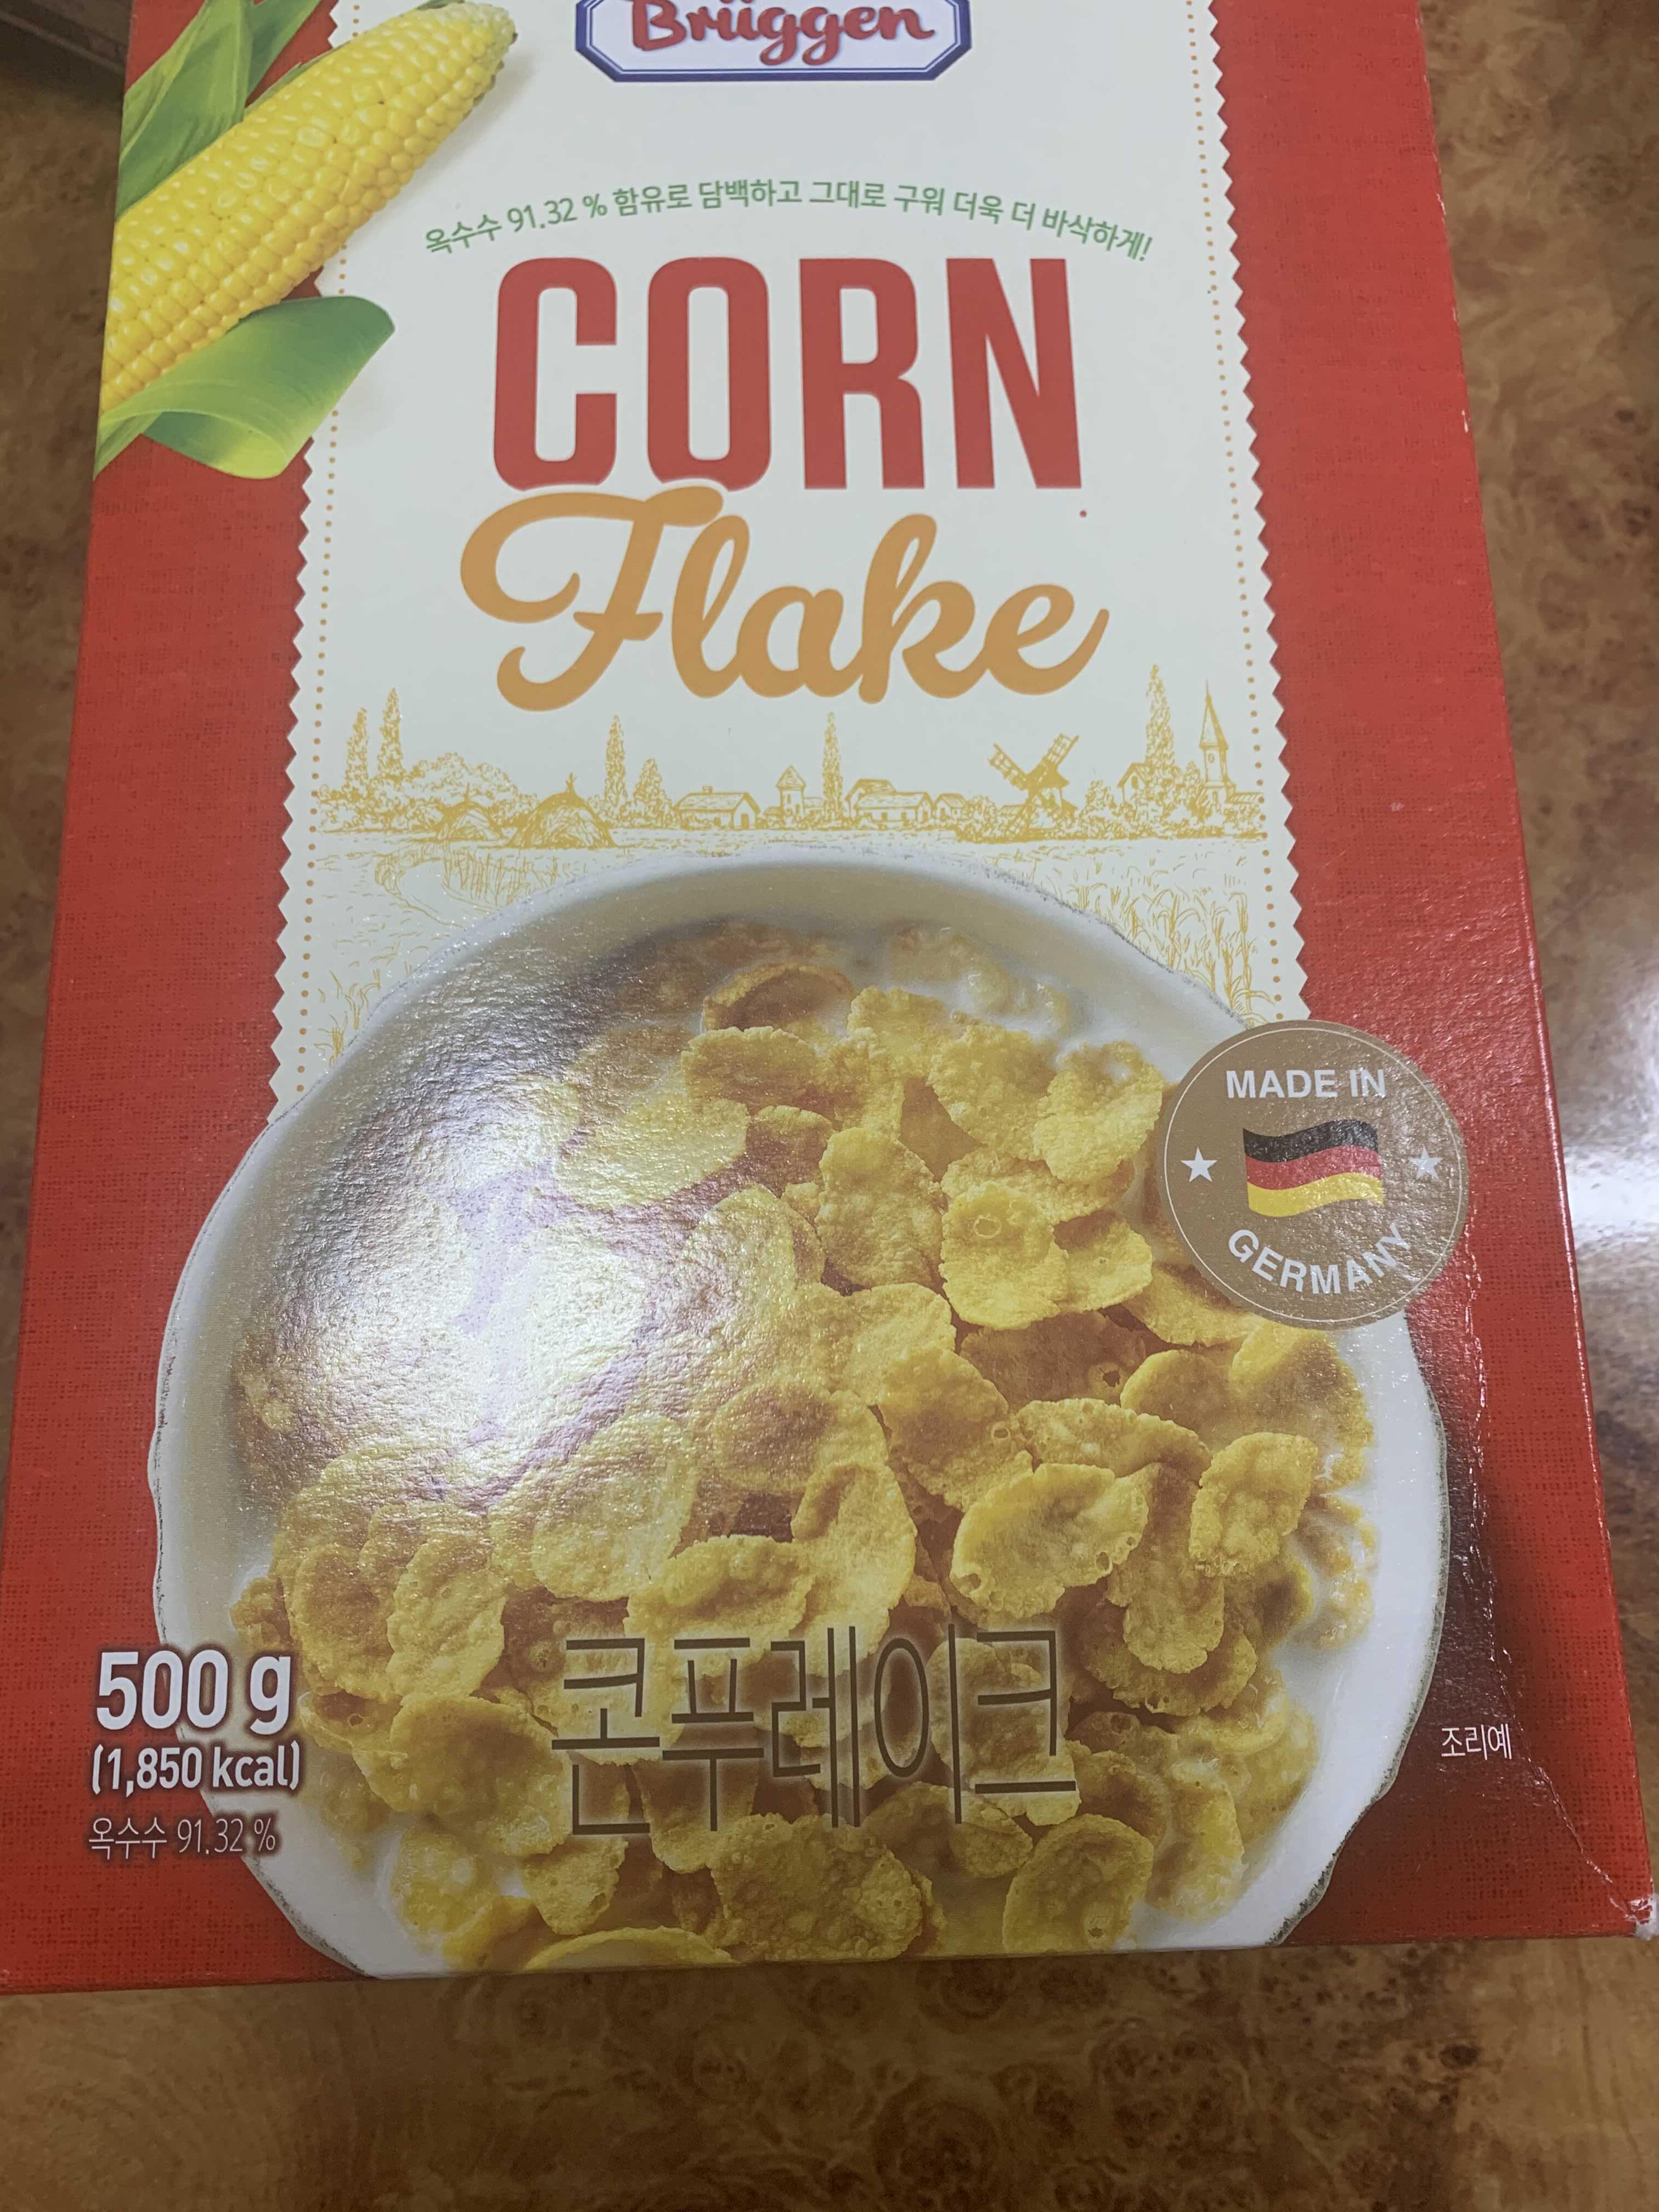 Brüggen
옥수수 91.32 % 함유로 담백하고 그대로 구워 더욱 더 바삭하게!
CORN
Flake
MADE IN
GERMANY
500 g
(1,850 kcal)
옥수수 91.32 %
콘푸레이크
조리예